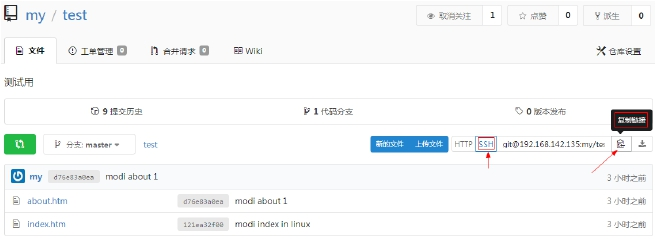 my / test
取消关注 1 点赞 0 派生 0
文件 工单管理 0 合并请求 0 Wiki 仓库设置
测试用
9 提交历史 1 代码分支 0 版本发布
复制链接
分支: master test 新的文件 上传文件 HTTP SSH git@192.168.142.135:my/tes
my d76e83a0ea modi about 1 3 小时之前
about.htm d76e83a0ea modi about 1 3 小时之前
index.htm 121ea32f80 modi index in linux 3 小时之前